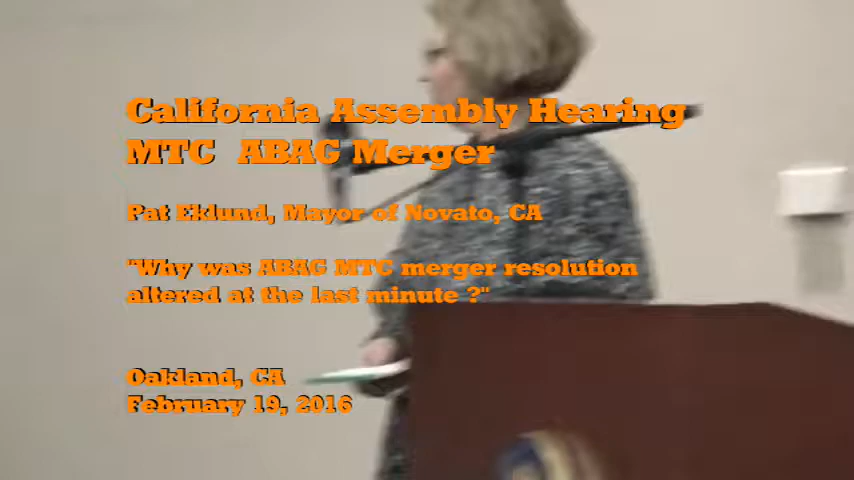 California Assembly Hearing
MTC ABAG Merger
Pat Eklund, Mayor of Novato, CA
"Why was ABAG MTC merger resolution
altered at the last minute ?"
Oakland, CA
February 19, 2016